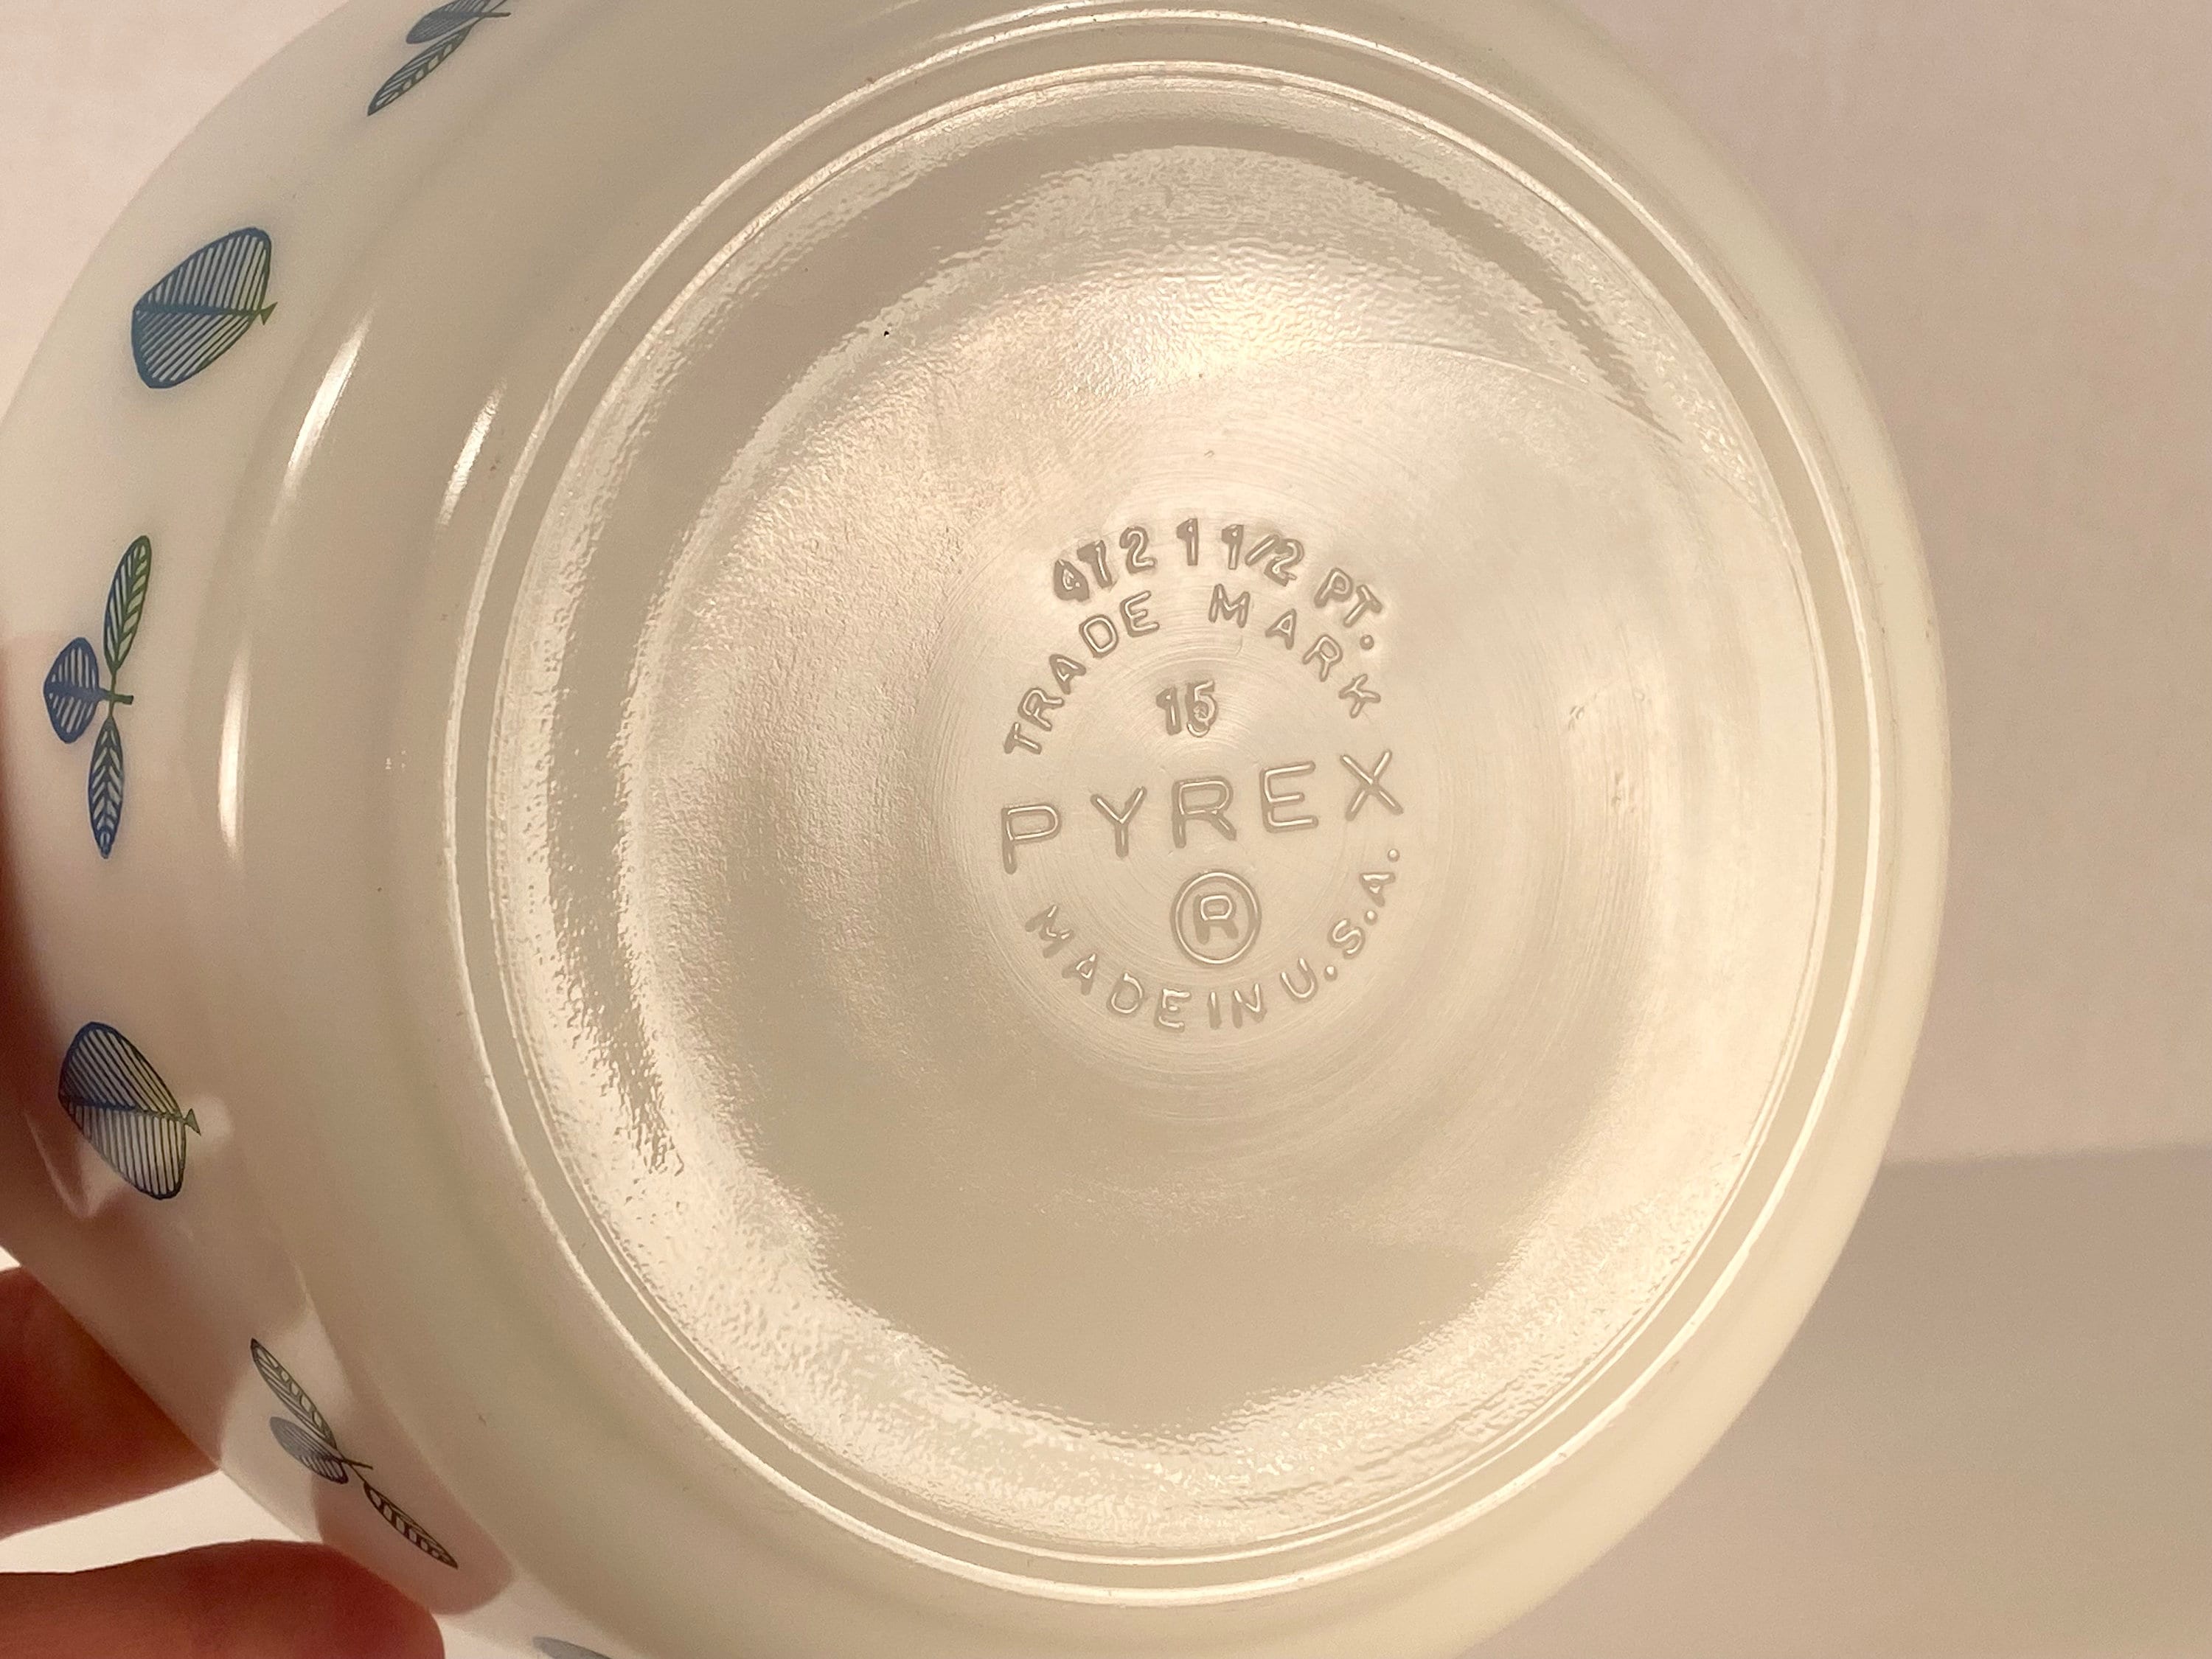 472 1 1/2 PT.
TRADE MARK
15
PYREX
®
MADE IN U.S.A.